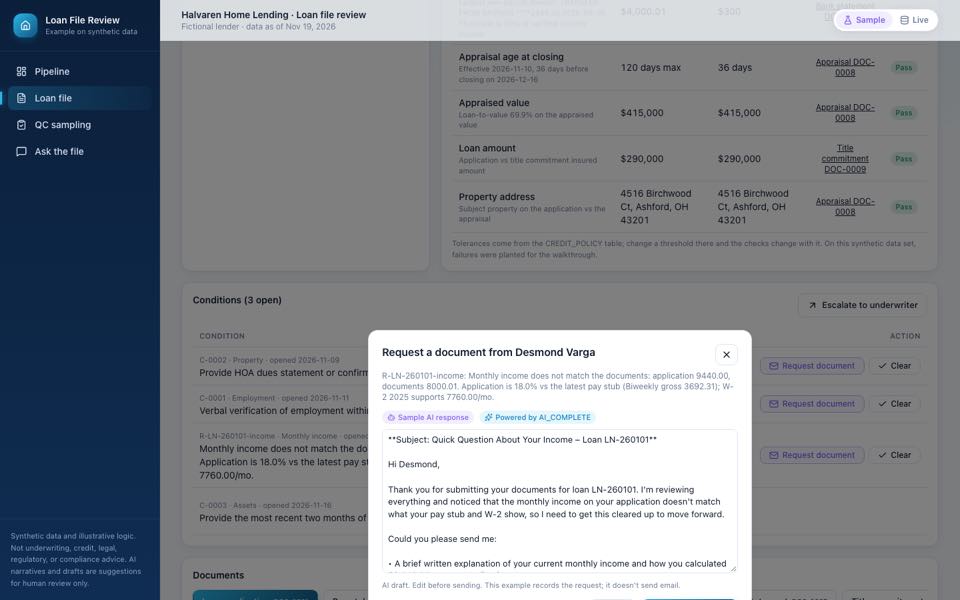 Loan File Review
Example on synthetic data
Pipeline
Loan file
QC sampling
Ask the file
Synthetic data and illustrative logic.
Not underwriting, credit, legal,
regulatory, or compliance advice. AI
narratives and drafts are suggestions
for human review only.
Halvaren Home Lending · Loan file review
Fictional lender · data as of Nov 19, 2026
Sample
Live
$4,000.01
$300
Appraisal age at closing
Effective 2026-11-10, 36 days before
closing on 2026-12-16
120 days max
36 days
Appraisal DOC-
0008
Pass
Appraised value
Loan-to-value 69.9% on the appraised
value
$415,000
$415,000
Appraisal DOC-
0008
Pass
Loan amount
Application vs title commitment insured
amount
$290,000
$290,000
Title
commitment
DOC-0009
Pass
Property address
Subject property on the application vs the
appraisal
4516 Birchwood
Ct, Ashford, OH
43201
4516 Birchwood
Ct, Ashford, OH
43201
Appraisal DOC-
0008
Pass
Tolerances come from the CREDIT_POLICY table; change a threshold there and the checks change with it. On this synthetic data set,
failures were planted for the walkthrough.
Conditions (3 open)
Escalate to underwriter
CONDITION
ACTION
C-0002 · Property · opened 2026-11-09
Provide HOA dues statement or confirm
Request document
Clear
C-0001 · Employment · opened 2026-11-11
Verbal verification of employment within
Request document
Clear
R-LN-260101-income · Monthly income · opened
Monthly income does not match the do
Application is 18.0% vs the latest pay st
7760.00/mo.
Request document
Clear
C-0003 · Assets · opened 2026-11-16
Provide the most recent two months of
Documents
Request a document from Desmond Varga
R-LN-260101-income: Monthly income does not match the documents: application 9440.00,
documents 8000.01. Application is 18.0% vs the latest pay stub (Biweekly gross 3692.31); W-
2 2025 supports 7760.00/mo.
Sample AI response
Powered by AI_COMPLETE
**Subject: Quick Question About Your Income – Loan LN-260101**
Hi Desmond,
Thank you for submitting your documents for loan LN-260101. I'm reviewing
everything and noticed that the monthly income on your application doesn't match
what your pay stub and W-2 show, so I need to get this cleared up to move forward.
Could you please send me:
• A brief written explanation of your current monthly income and how you calculated
AI draft. Edit before sending. This example records the request; it doesn't send email.